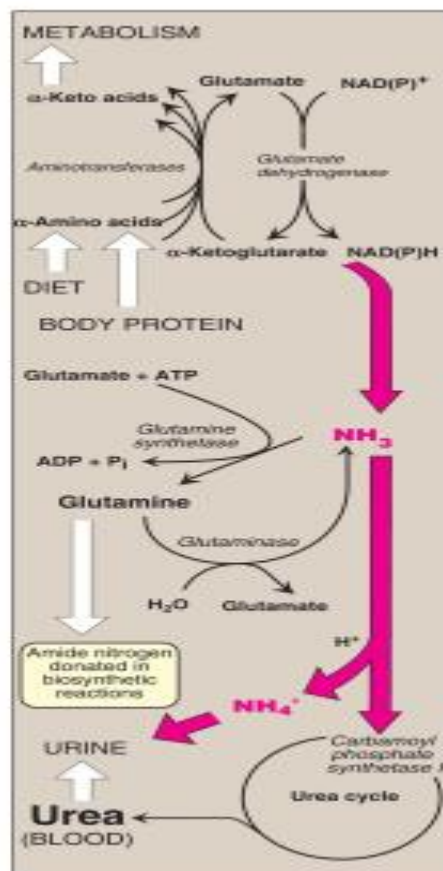 METABOLISM
α-Keto acids
Glutamate NAD(P)⁺
Aminotransferases
Glutamate
dehydrogenase
α-Amino acids
α-Ketoglutarate NAD(P)H
DIET
BODY PROTEIN
Glutamate + ATP
Glutamine
synthetase
NH₃
ADP + Pᵢ
Glutamine
Glutaminase
H₂O Glutamate
H⁺
Amide nitrogen
donated in
biosynthetic
reactions
NH₄⁺
URINE
Carbamoyl
phosphate
synthetase I
Urea cycle
Urea
(BLOOD)